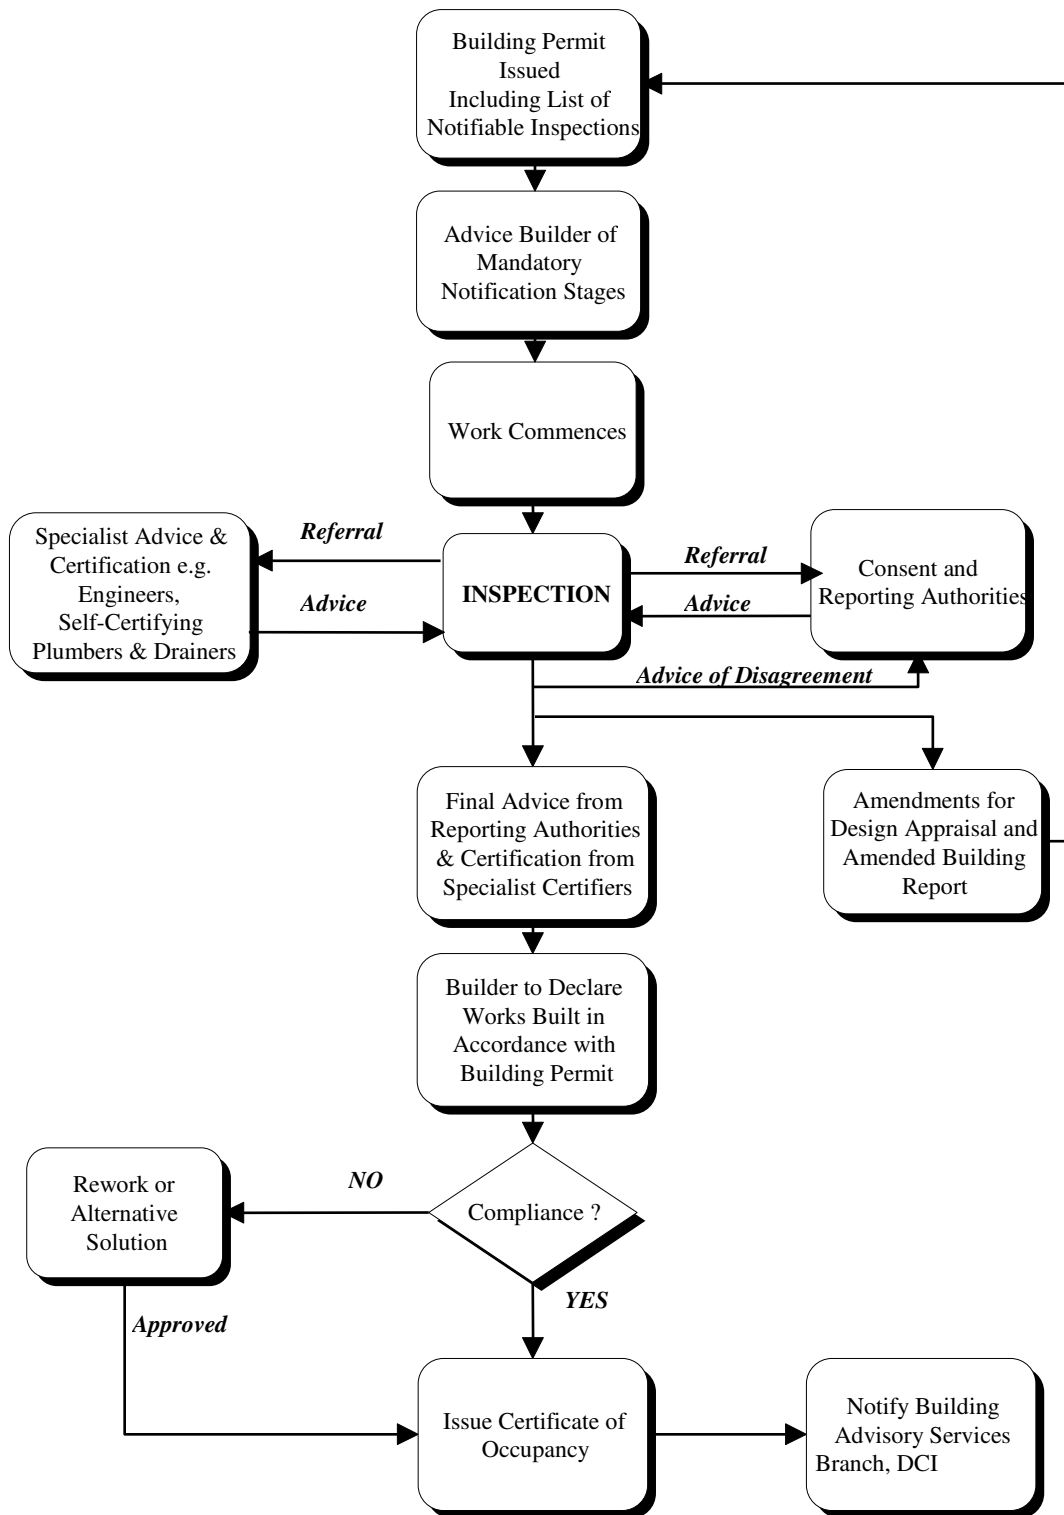 Building Permit
Issued
Including List of
Notifiable Inspections
Advice Builder of
Mandatory
Notification Stages
Work Commences
Specialist Advice &
Certification e.g.
Engineers,
Self-Certifying
Plumbers & Drainers
Referral
Advice
INSPECTION
Referral
Advice
Consent and
Reporting Authorities
Advice of Disagreement
Final Advice from
Reporting Authorities
& Certification from
Specialist Certifiers
Amendments for
Design Appraisal and
Amended Building
Report
Builder to Declare
Works Built in
Accordance with
Building Permit
Compliance ?
NO
Rework or
Alternative
Solution
YES
Approved
Issue Certificate of
Occupancy
Notify Building
Advisory Services
Branch, DCI